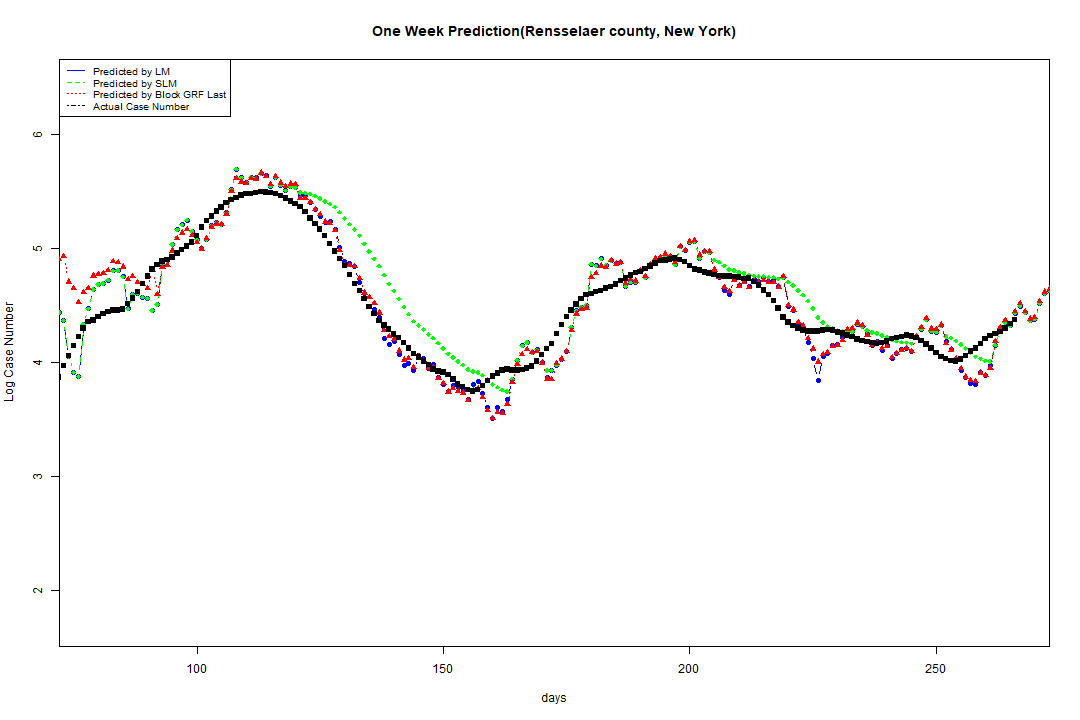 One Week Prediction(Rensselaer county, New York)
Predicted by LM
Predicted by SLM
Predicted by Block GRF Last
Actual Case Number
Log Case Number
6
5
4
3
2
100 150 200 250
days